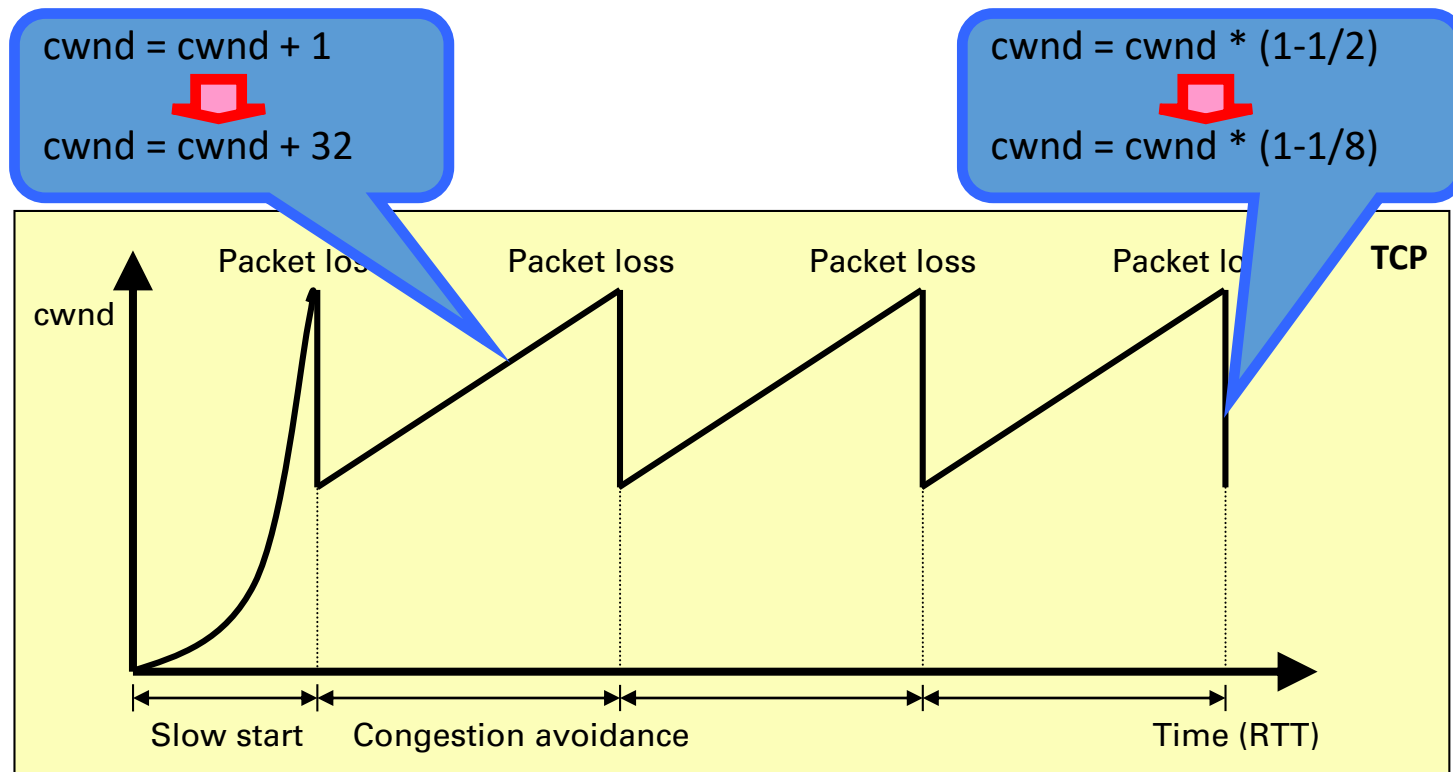 cwnd = cwnd + 1
cwnd = cwnd + 32
cwnd = cwnd * (1-1/2)
cwnd = cwnd * (1-1/8)
Packet los
Packet loss
Packet loss
Packet lo
TCP
cwnd
Slow start
Congestion avoidance
Time (RTT)